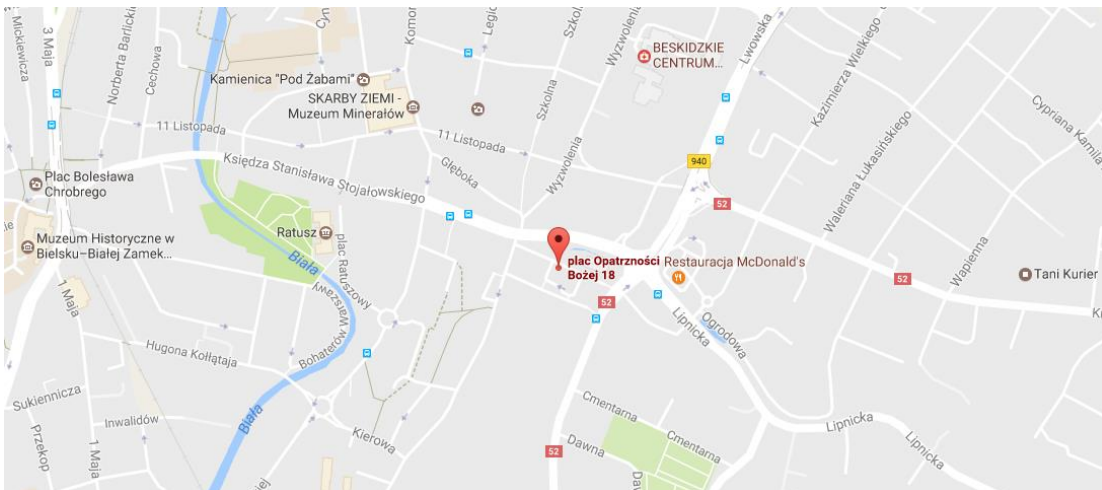 Mickiewicza
3 Maja
Norberta Barlickie
Cechowa
Kamienica "Pod Żabami"
SKARBY ZIEMI -
Muzeum Minerałów
11 Listopada
Szkolna
Wyzwolenia
BESKIDZKIE
CENTRUM...
Lwowska
Kazimierza Wielkiego
Cypriana Kamila
Waleriana Łukasińskiego
Szkolna
11 Listopada
Wyzwolenia
940
Głęboka
Księdza Stanisława Stojałowskiego
Plac Bolesława
Chrobrego
52
Ratusz
plac Ratuszowy
Muzeum Historyczne w
Bielsku–Białej Zamek...
Biała
plac Opatrzności
Bożej 18
Restauracja McDonald's
Wapienna
Tani Kurier
52
52
1 Maja
Bohaterów Warszawy
Lipnicka
Ogrodowa
Hugona Kołłątaja
Sukiennicza
Inwalidów
Przekop
1 Maja
Biała
Kierowa
Cmentarna
Dawna
Cmentarna
52
Lipnicka
Lipnicka